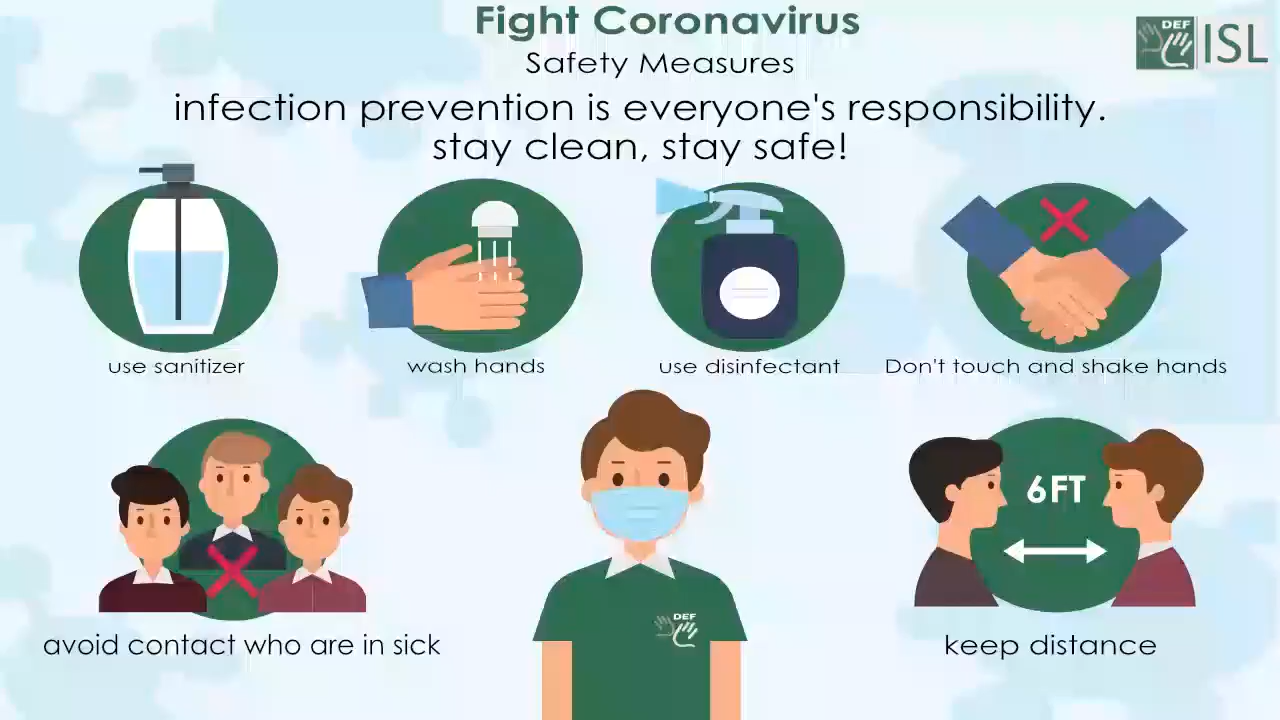 Fight Coronavirus
DEF
ISL
Safety Measures
infection prevention is everyone's responsibility.
stay clean, stay safe!
use sanitizer
wash hands
use disinfectant
Don't touch and shake hands
6FT
DEF
avoid contact who are in sick
keep distance